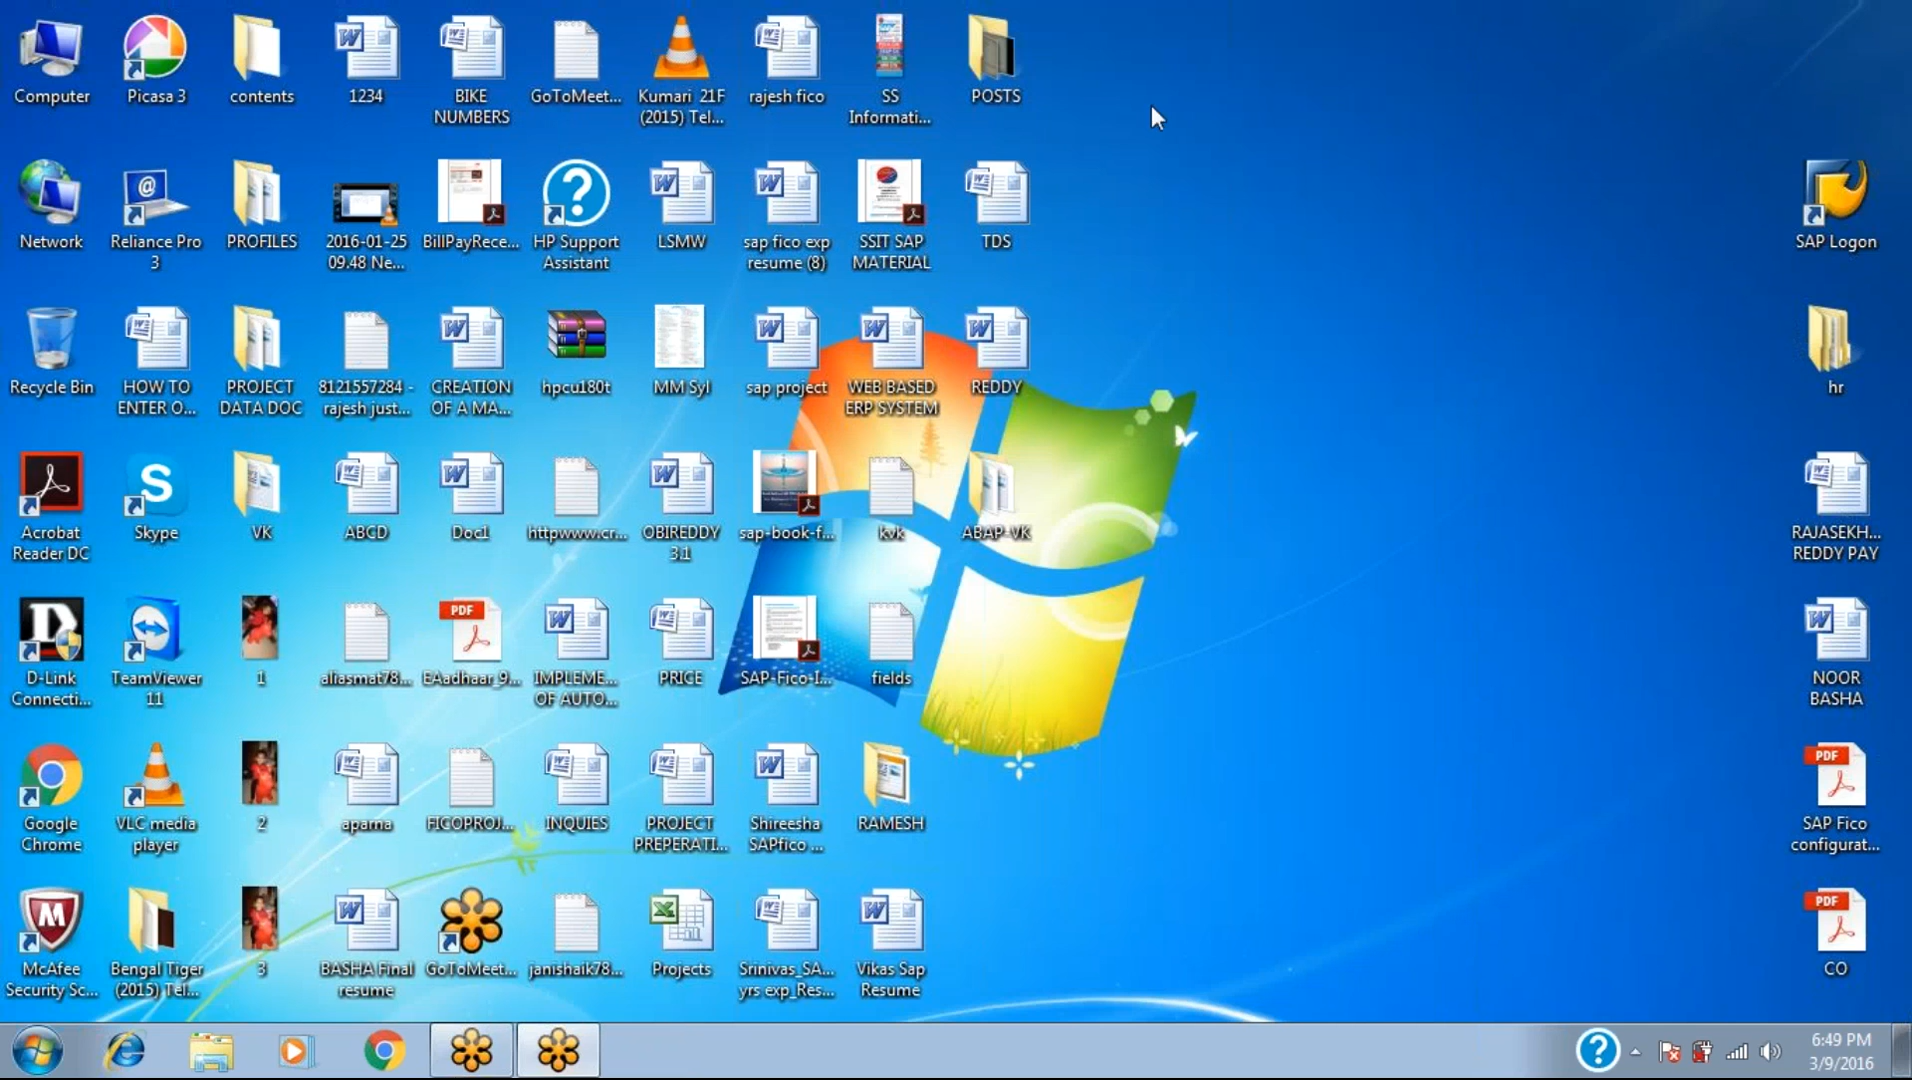 Computer
Picasa 3
contents
1234
BIKE
NUMBERS
GoToMeet...
Kumari 21F
(2015) Tel...
rajesh fico
SS
Informati...
POSTS
Network
Reliance Pro
3
PROFILES
2016-01-25
09.48 Ne...
BillPayRece...
HP Support
Assistant
LSMW
sap fico exp
resume (8)
SSIT SAP
MATERIAL
TDS
SAP Logon
Recycle Bin
HOW TO
ENTER O...
PROJECT
DATA DOC
8121557284 -
rajesh just...
CREATION
OF A MA...
hpcu180t
MM Syl
sap project
WEB BASED
ERP SYSTEM
REDDY
hr
Acrobat
Reader DC
Skype
VK
ABCD
Doc1
httpwww.cr...
OBIREDDY
3.1
sap-book-f...
kvk
ABAP-VK
RAJASEKH...
REDDY PAY
D-Link
Connecti...
TeamViewer
11
1
aliasmat78...
PDF
EAadhaar_9...
IMPLEME...
OF AUTO...
PRICE
SAP-Fico-I...
fields
NOOR
BASHA
Google
Chrome
VLC media
player
2
aparna
FICOPROJ...
INQUIES
PROJECT
PREPERATI...
Shireesha
SAPfico ...
RAMESH
PDF
SAP Fico
configurat...
McAfee
Security Sc...
Bengal Tiger
(2015) Tel...
3
BASHA Final
resume
GoToMeet...
janishaik78...
Projects
Srinivas_SA...
yrs exp_Res...
Vikas Sap
Resume
PDF
CO
6:49 PM
3/9/2016